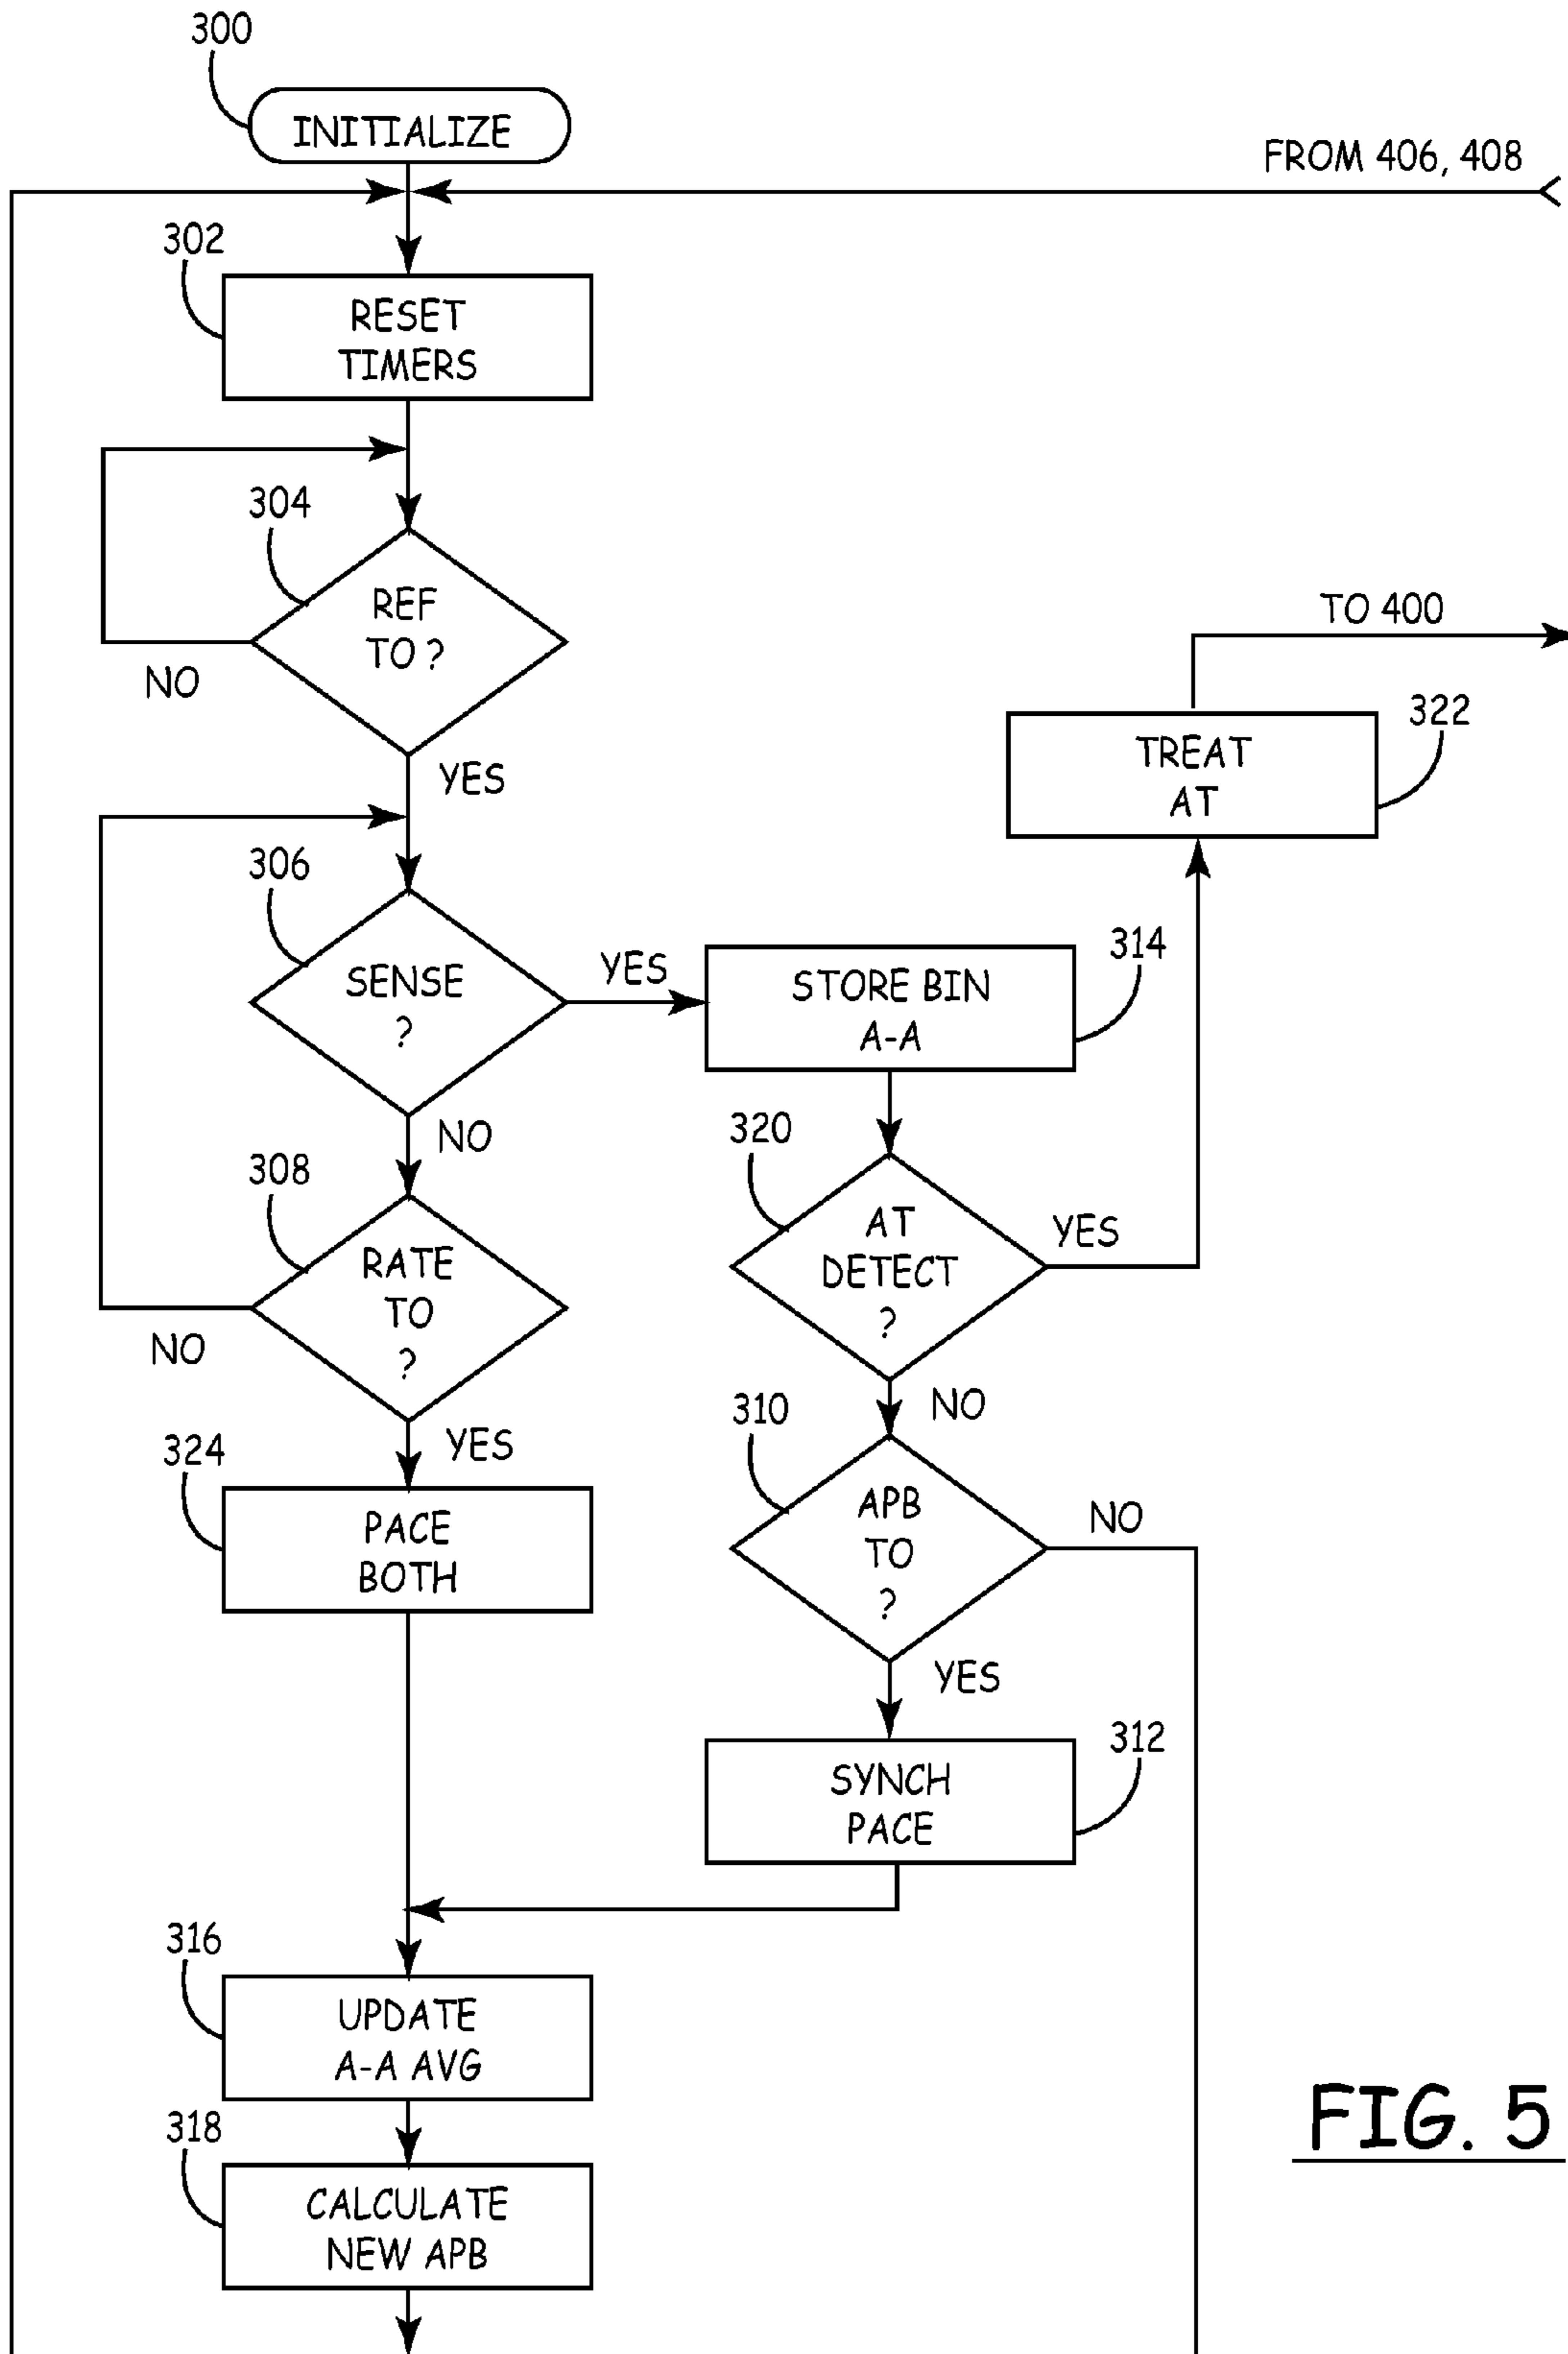 300
INITIALIZE
FROM 406, 408
302
RESET
TIMERS
304
REF
TO ?
NO
YES
TO 400
322
TREAT
AT
306
SENSE
?
YES
314
STORE BIN
A-A
NO
320
308
RATE
TO
?
AT
DETECT
?
YES
NO
NO
310
324
YES
PACE
BOTH
APB
TO
?
NO
YES
312
SYNCH
PACE
316
UPDATE
A-A AVG
318
CALCULATE
NEW APB
FIG. 5